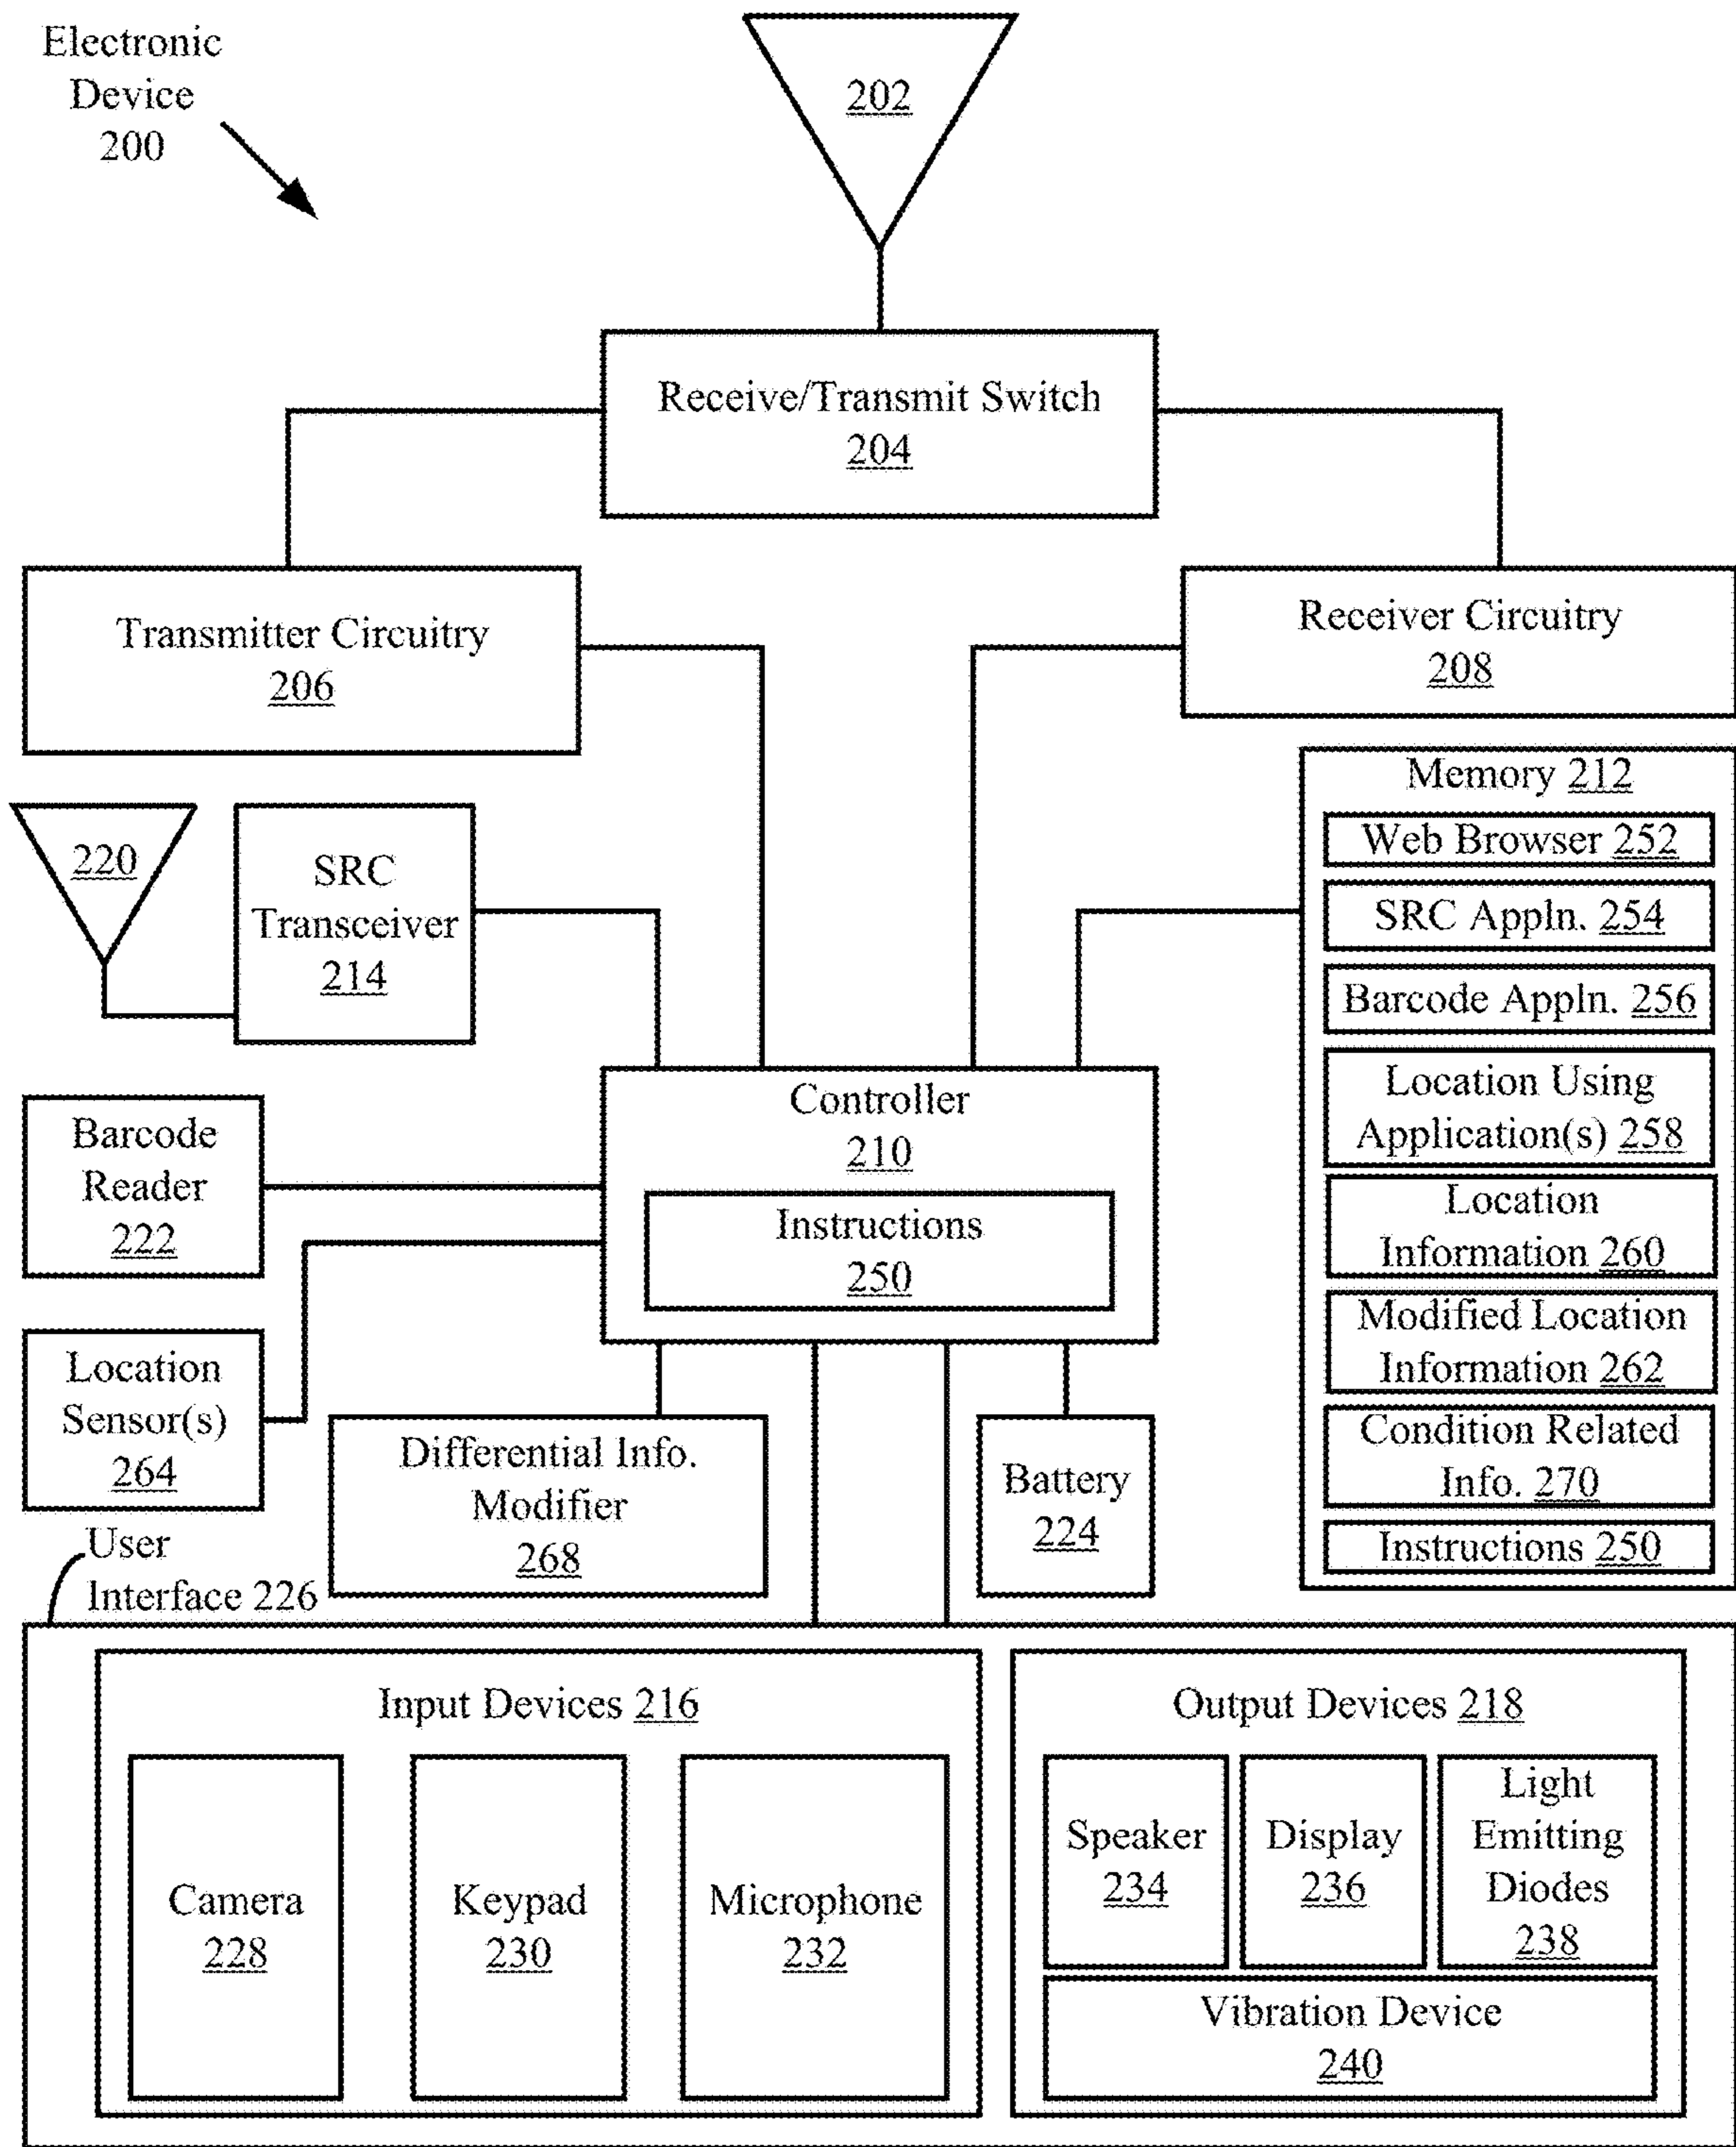 Electronic
Device
200
202
Receive/Transmit Switch
204
Transmitter Circuitry
206
Receiver Circuitry
208
220
SRC
Transceiver
214
Memory 212
Web Browser 252
SRC Appln. 254
Barcode Appln. 256
Location Using
Application(s) 258
Location
Information 260
Modified Location
Information 262
Condition Related
Info. 270
Instructions 250
Controller
210
Instructions
250
Barcode
Reader
222
Location
Sensor(s)
264
Differential Info.
Modifier
268
Battery
224
User
Interface 226
Input Devices 216
Camera
228
Keypad
230
Microphone
232
Output Devices 218
Speaker
234
Display
236
Light
Emitting
Diodes
238
Vibration Device
240